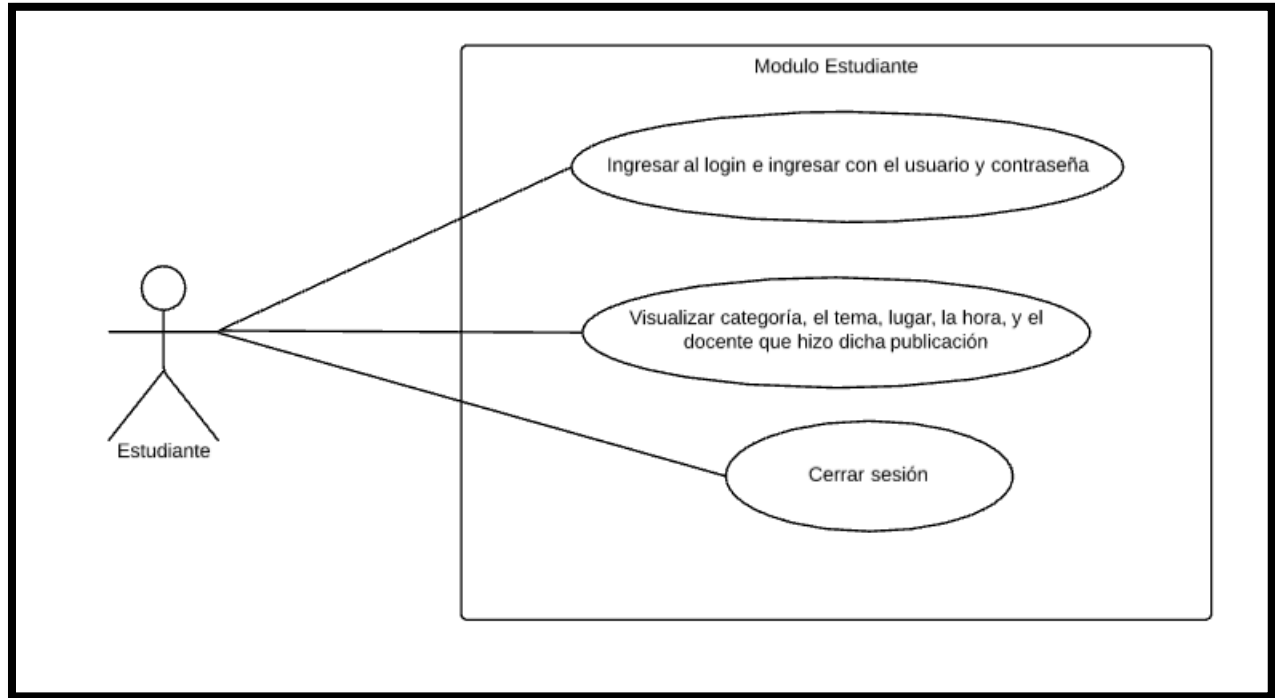 Modulo Estudiante
Ingresar al login e ingresar con el usuario y contraseña
Visualizar categoría, el tema, lugar, la hora, y el
docente que hizo dicha publicación
Estudiante
Cerrar sesión